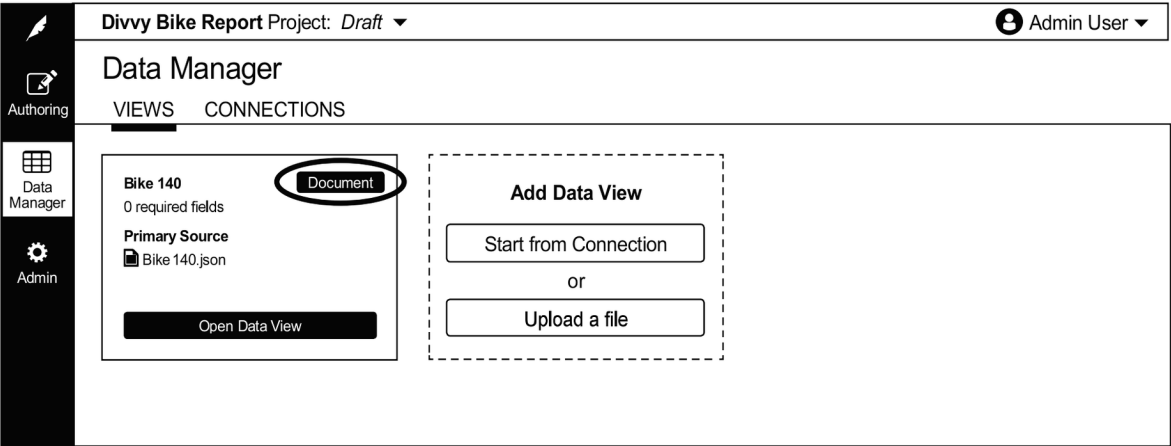 Divvy Bike Report Project: Draft
Admin User
Authoring
Data
Manager
Admin
Data Manager
VIEWS CONNECTIONS
Bike 140
Document
0 required fields
Primary Source
Bike 140.json
Open Data View
Add Data View
Start from Connection
or
Upload a file